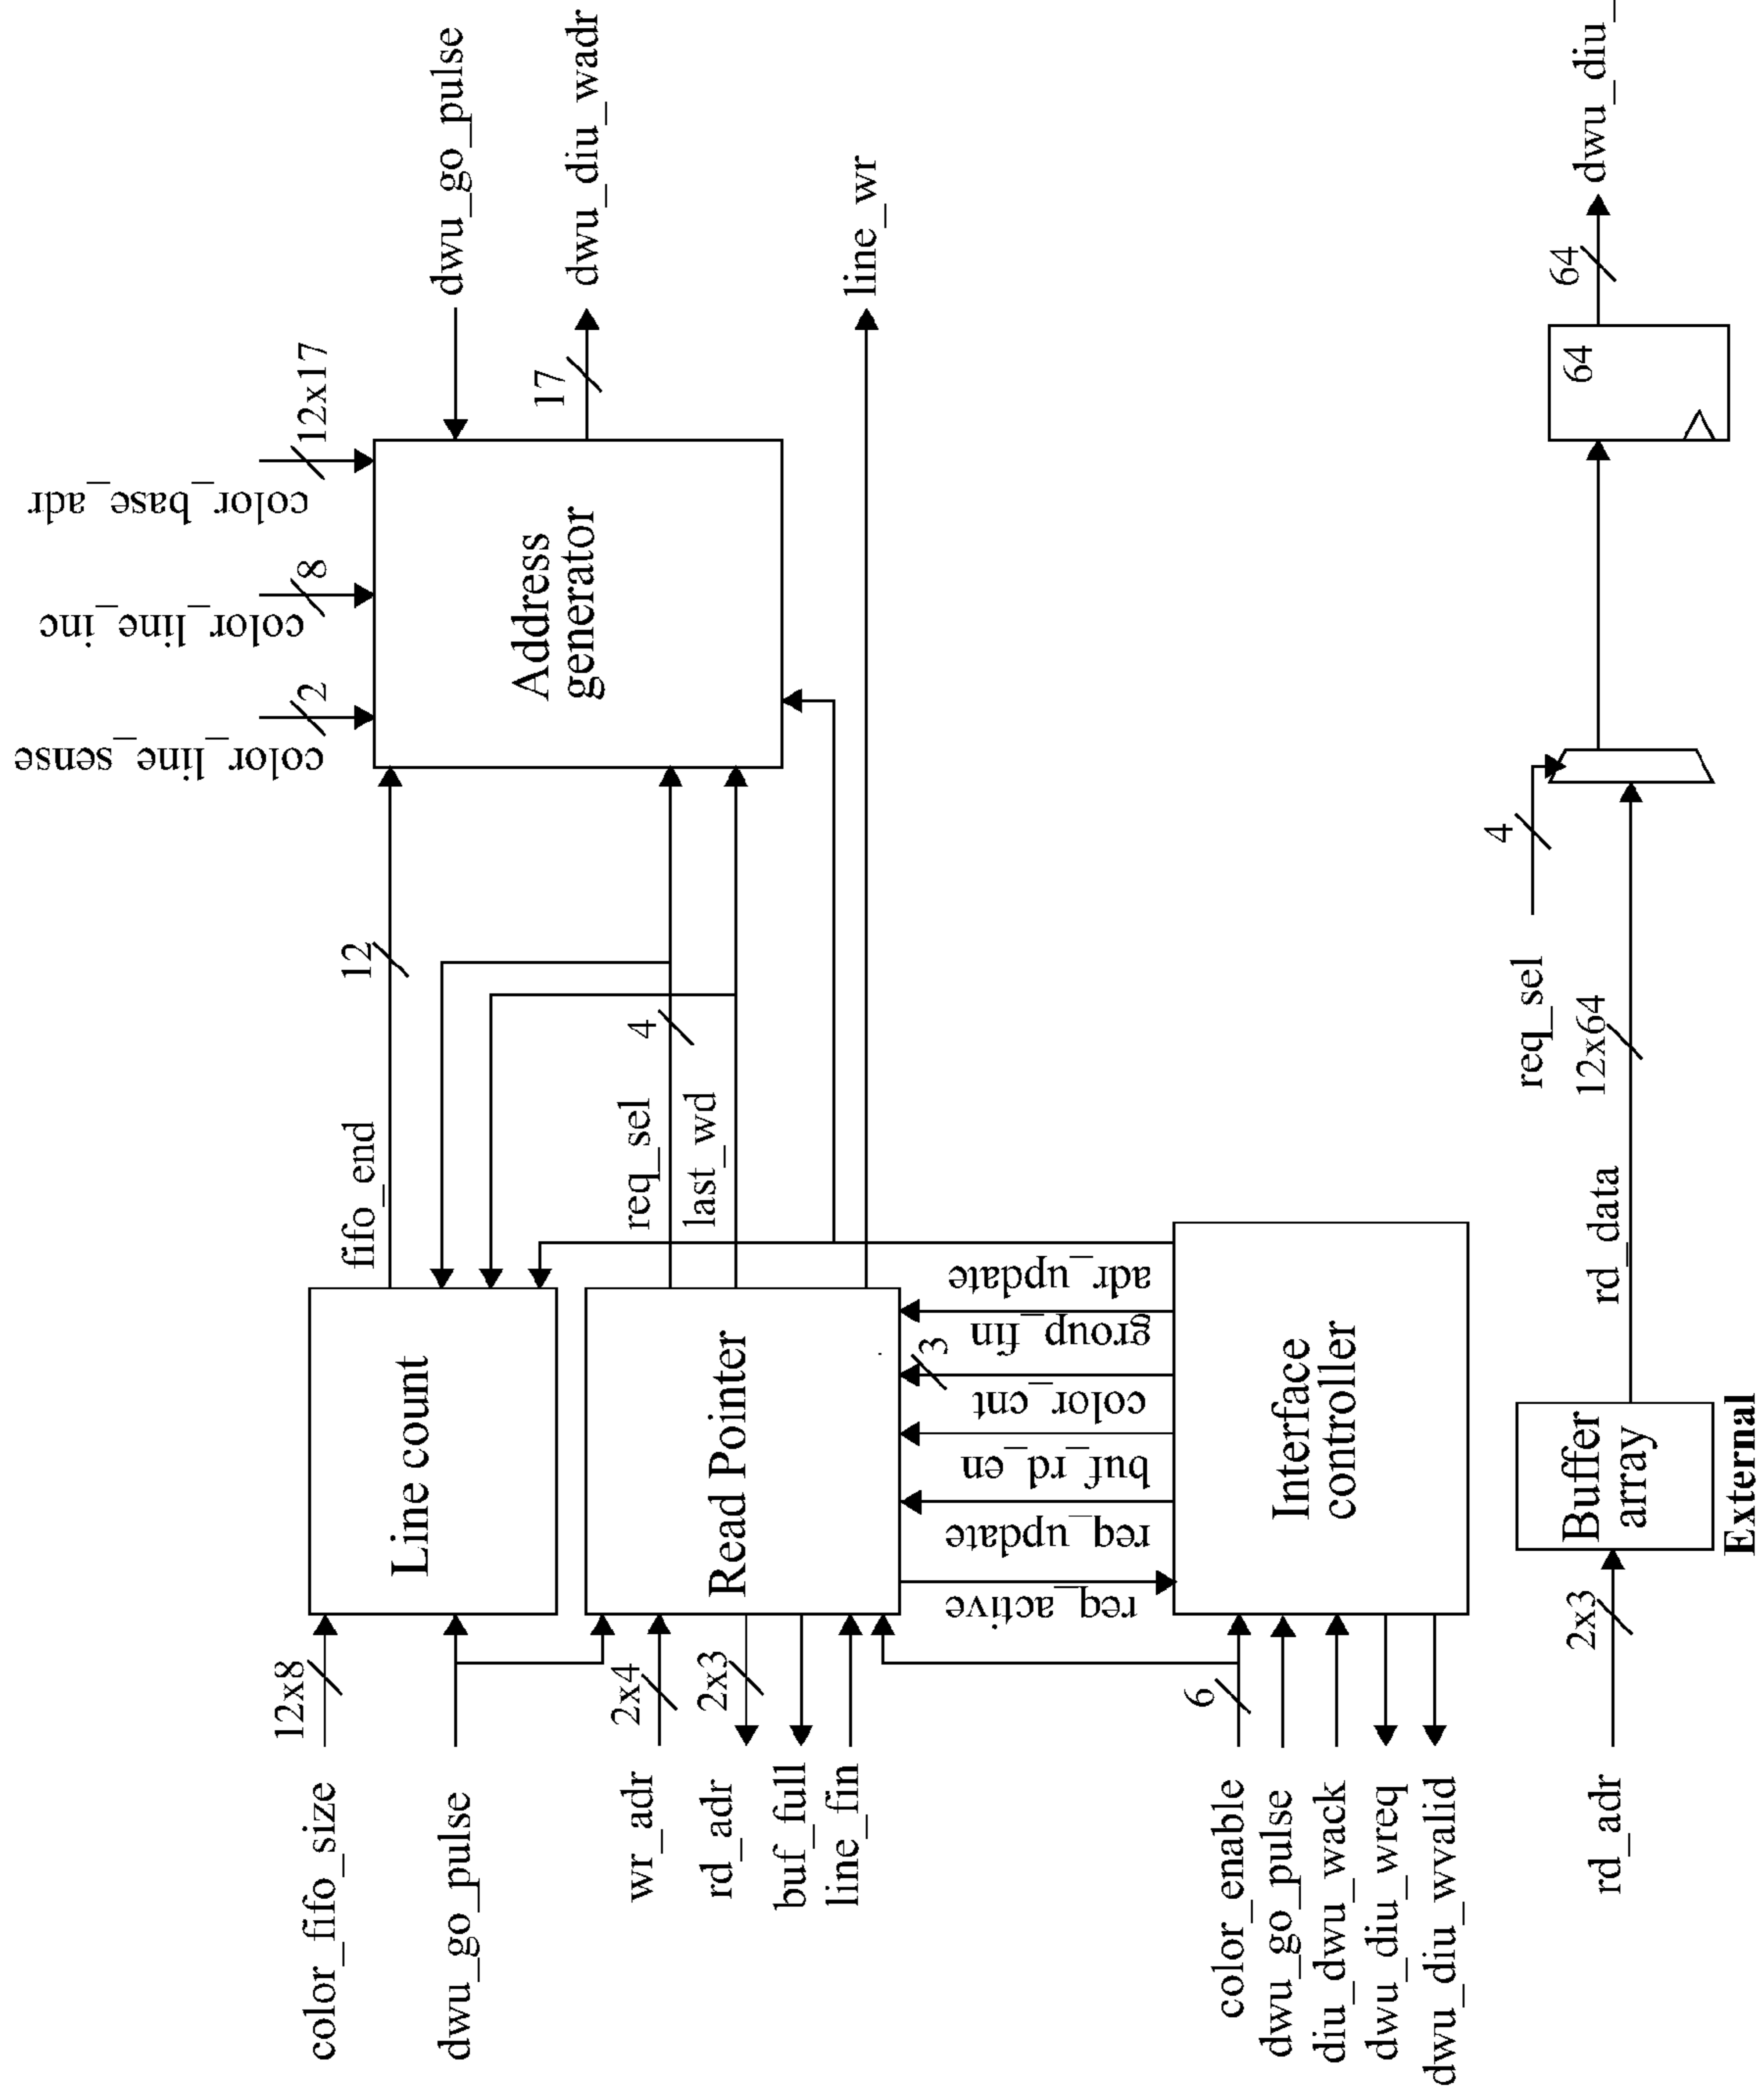 color_fifo_size
12x8
dwu_go_pulse
Line count
fifo_end
12
color_line_sense
2
color_line_inc
8
color_base_adr
12x17
Address
generator
dwu_go_pulse
17
dwu_diu_wadr
wr_adr
2x4
rd_adr
2x3
buf_full
line_fin
Read Pointer
req_sel
4
last_wd
line_wr
req_active
req_update
buf_rd_en
color_cnt
3
group_fin
adr_update
color_enable
6
dwu_go_pulse
diu_dwu_wack
dwu_diu_wreq
dwu_diu_wvalid
Interface
controller
req_sel
4
rd_adr
2x3
Buffer
array
External
rd_data
12x64
64
64
dwu_diu_